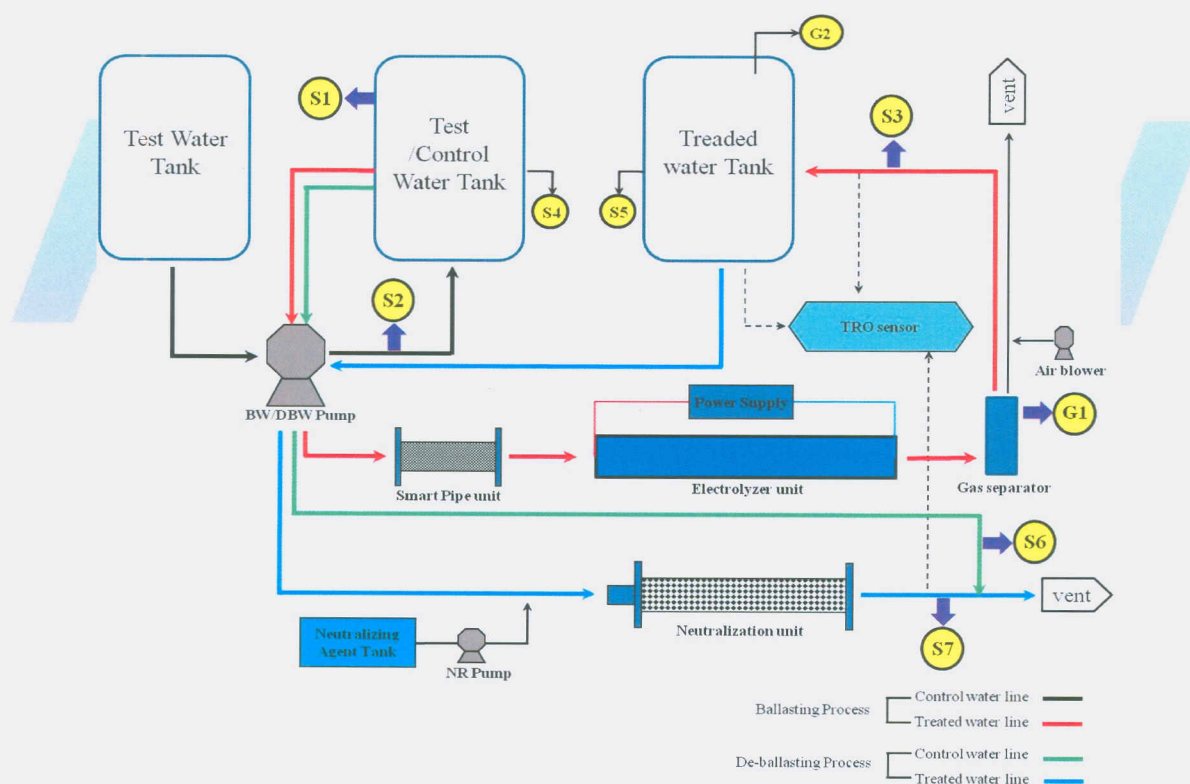 G2
Test Water
Tank
S1
Test
/Control
Water Tank
Treaded
water Tank
S3
vent
S4
S5
S2
TRO sensor
Air blower
BW/DBW Pump
Power Supply
G1
Smart Pipe unit
Electrolyzer unit
Gas separator
S6
vent
Neutralizing
Agent Tank
NR Pump
Neutralization unit
S7
Ballasting Process
Control water line
Treated water line
De-ballasting Process
Control water line
Treated water line